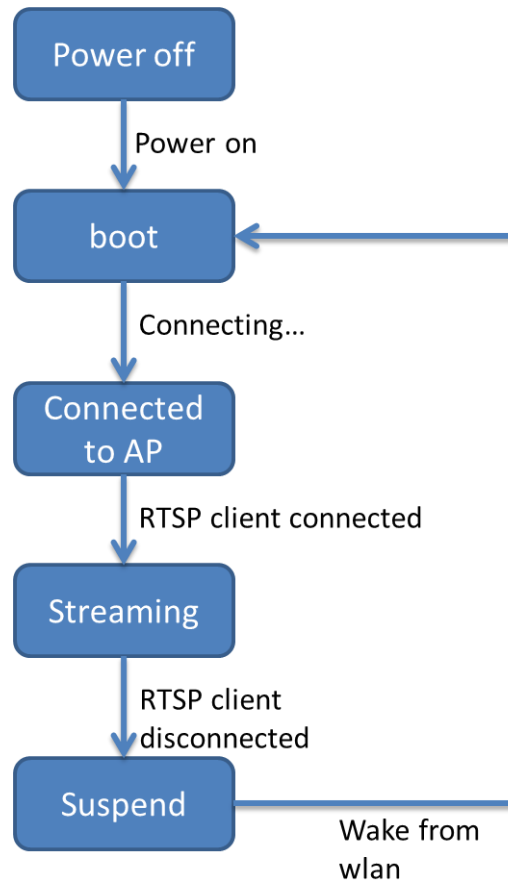 Power off
Power on
boot
Connecting...
Connected
to AP
RTSP client connected
Streaming
RTSP client
disconnected
Suspend
Wake from
wlan